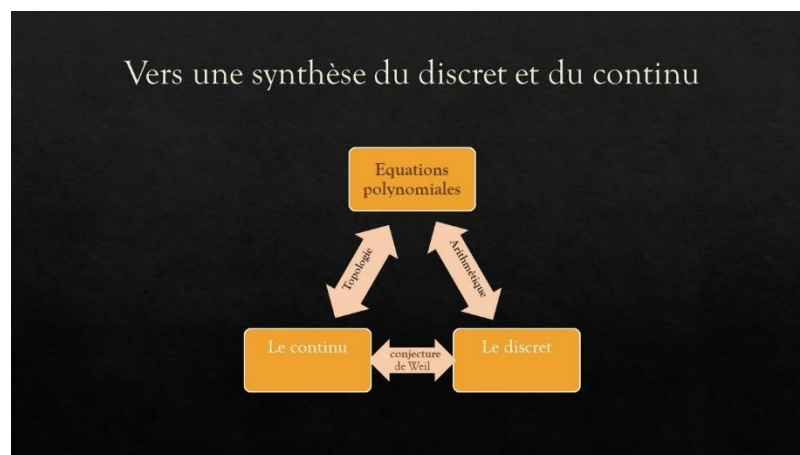 Vers une synthèse du discret et du continu
Equations
polynomiales
Topologie
Arithmétique
Le continu
conjecture
de Weil
Le discret